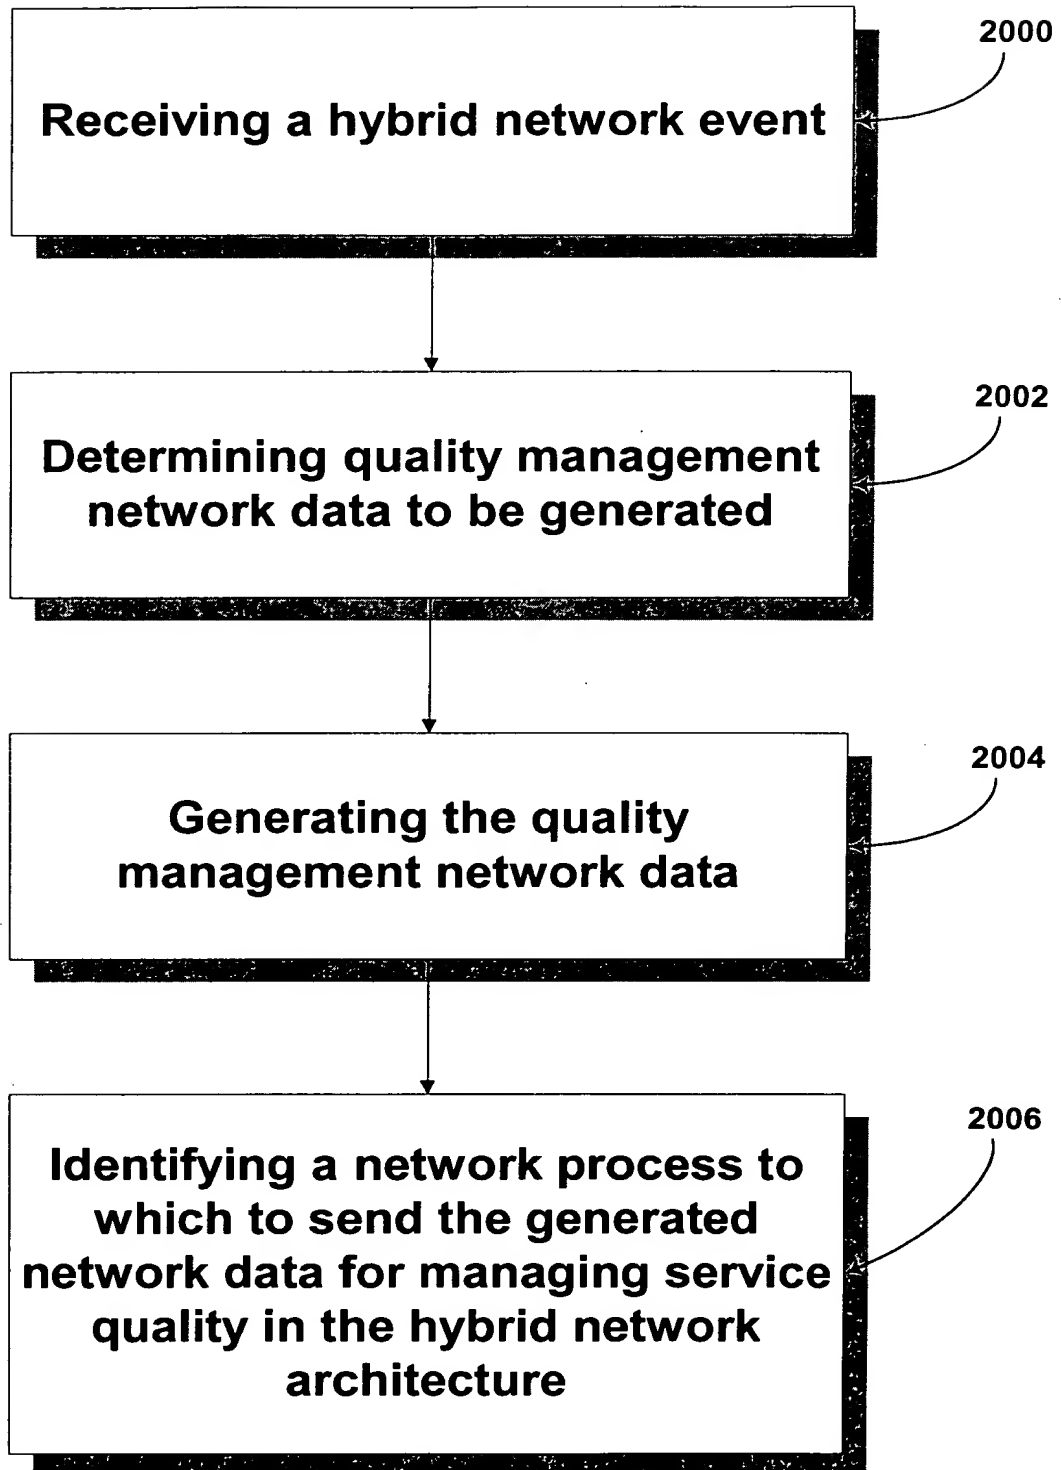 2000
Receiving a hybrid network event
2002
Determining quality management
network data to be generated
2004
Generating the quality
management network data
2006
Identifying a network process to
which to send the generated
network data for managing service
quality in the hybrid network
architecture